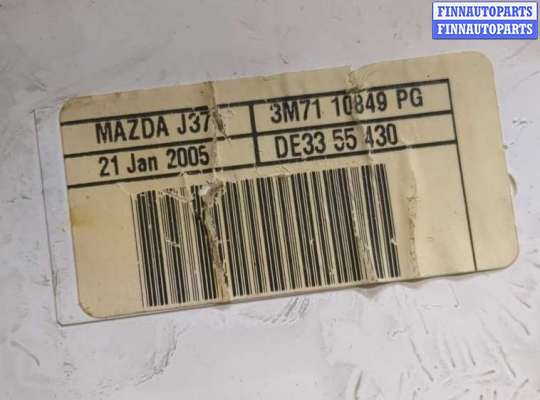 FINNAUTOPARTS
FINNAUTOPARTS
MAZDA J37 3M71 10849 PG
21 Jan 2005 DE33 55 430